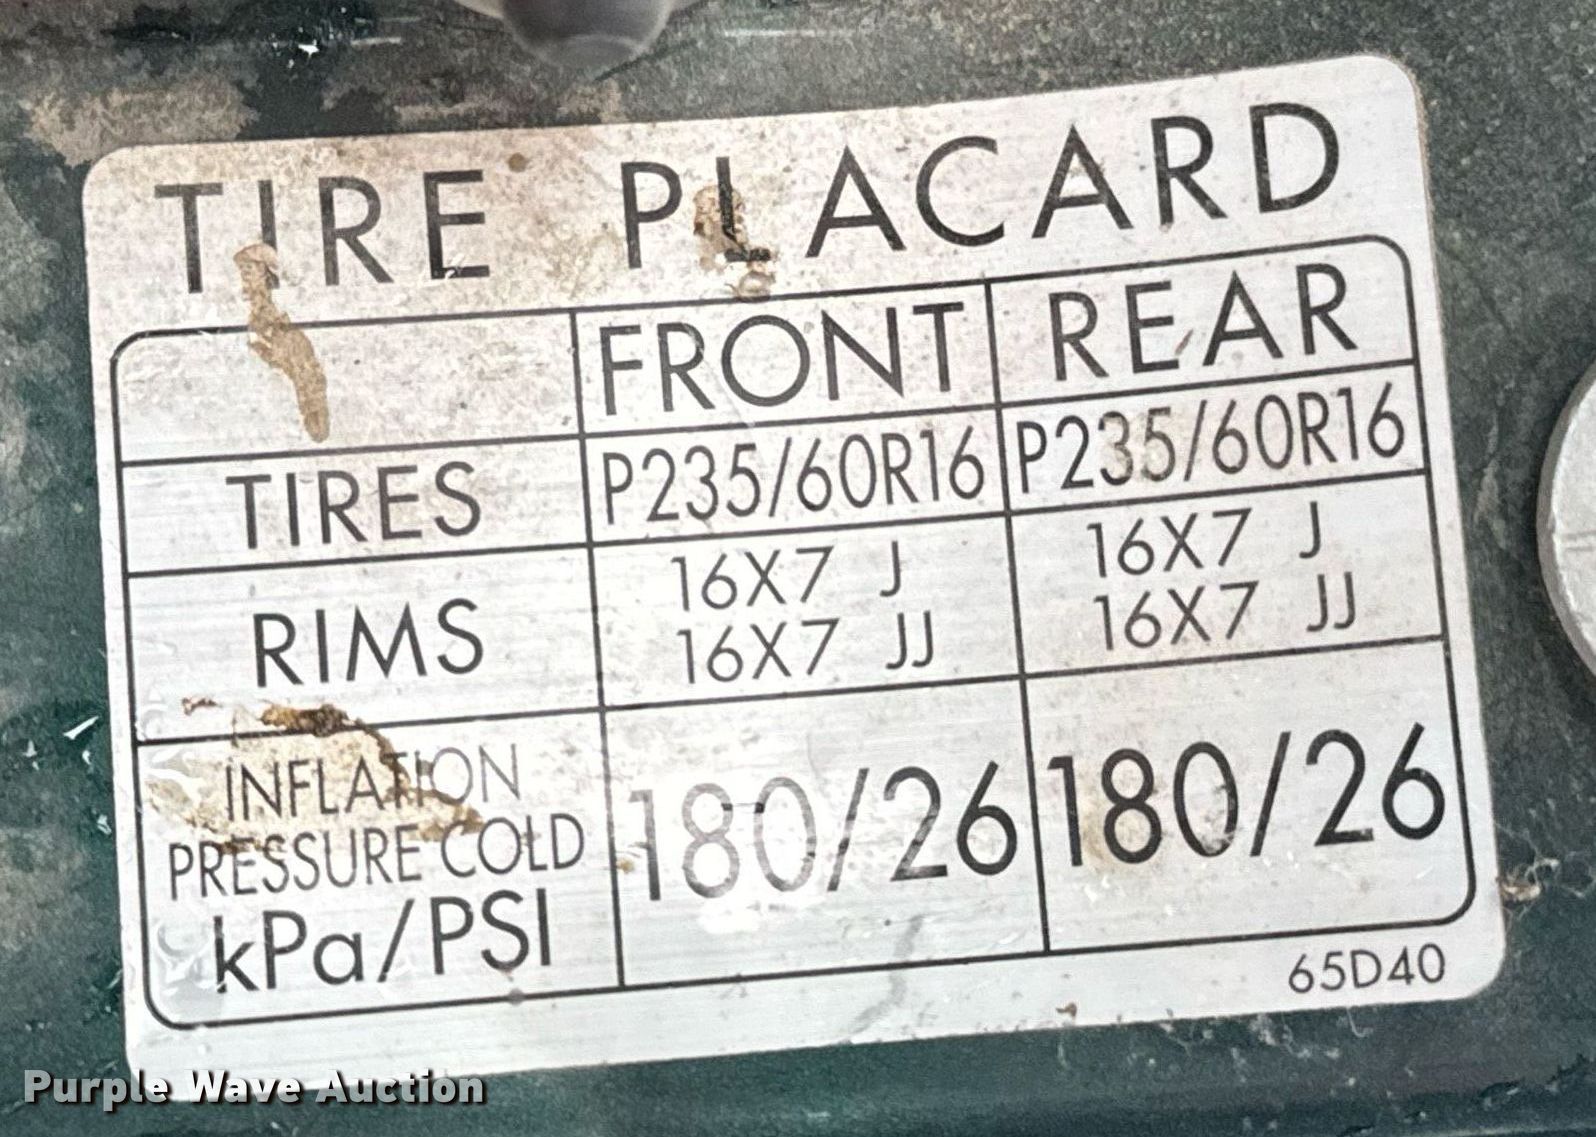 TIRE PLACARD
FRONT REAR
TIRES P235/60R16 P235/60R16
RIMS 16X7 J 16X7 J
16X7 JJ 16X7 JJ
INFLATION
PRESSURE COLD
kPa/PSI 180/26 180/26
65D40
Purple Wave Auction